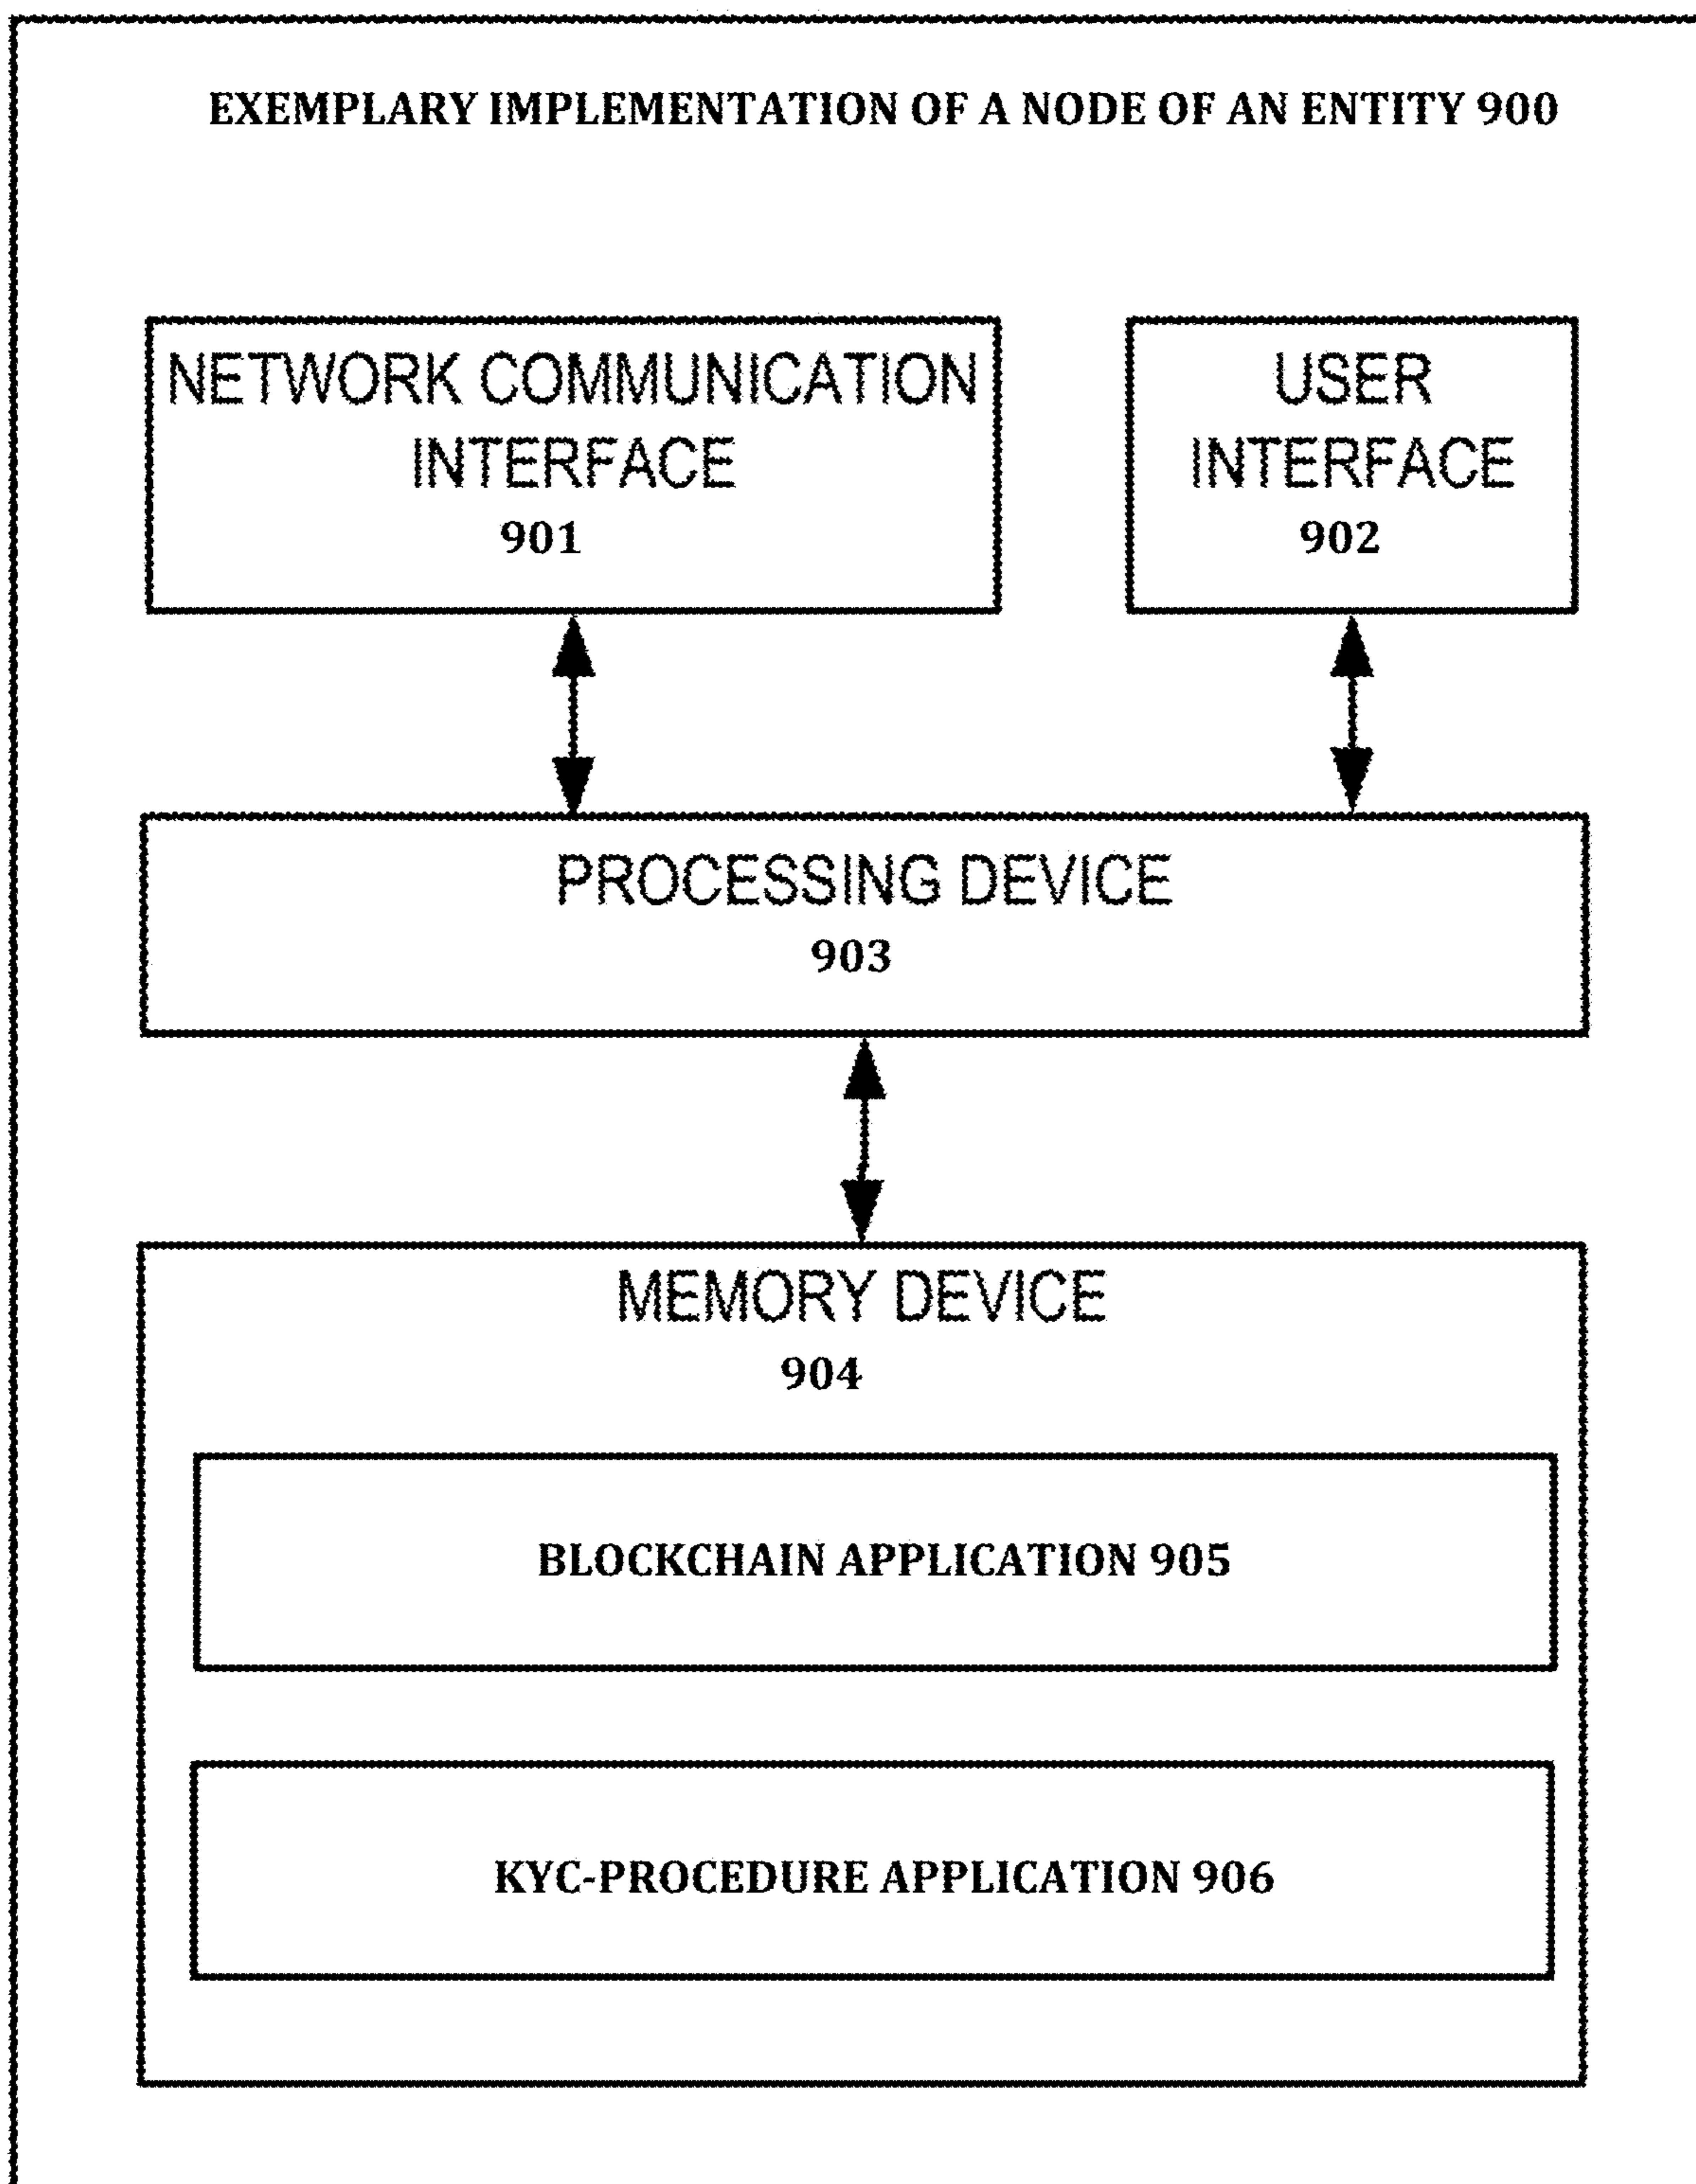 EXEMPLARY IMPLEMENTATION OF A NODE OF AN ENTITY 900
NETWORK COMMUNICATION
INTERFACE
901
USER
INTERFACE
902
PROCESSING DEVICE
903
MEMORY DEVICE
904
BLOCKCHAIN APPLICATION 905
KYC-PROCEDURE APPLICATION 906